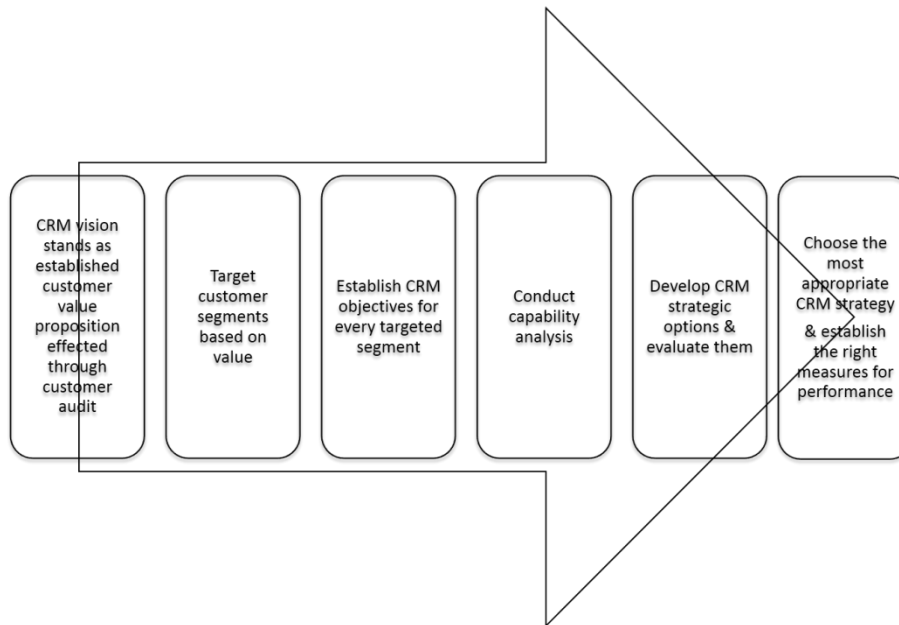 CRM vision
stands as
established
customer
value
proposition
effected
through
customer
audit
Target
customer
segments
based on
value
Establish CRM
objectives for
every targeted
segment
Conduct
capability
analysis
Develop CRM
strategic
options &
evaluate them
Choose the
most
appropriate
CRM strategy
& establish
the right
measures for
performance